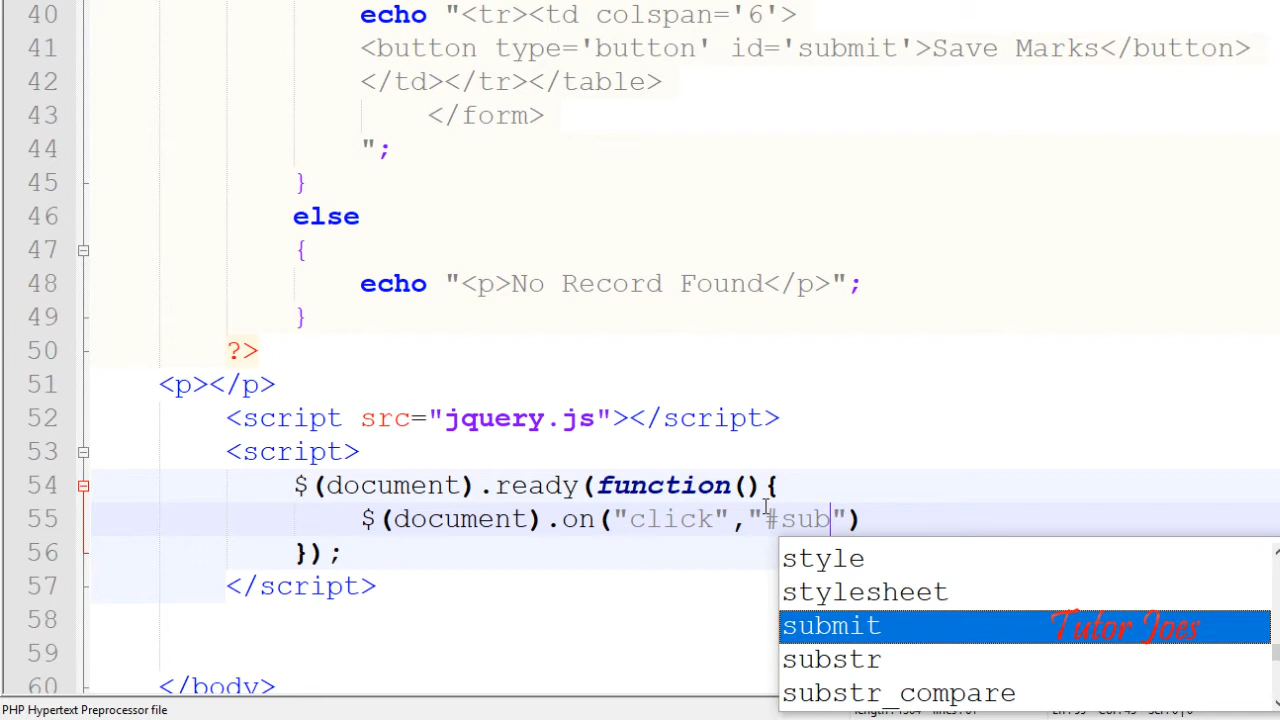 40 echo "<tr><td colspan='6'>
41 <button type='button' id='submit'>Save Marks</button>
42 </td></tr></table>
43 </form>
44 ";
45 }
46 else
47 {
48 echo "<p>No Record Found</p>";
49 }
50 ?>
51 <p></p>
52 <script src="jquery.js"></script>
53 <script>
54 $(document).ready(function(){
55 $(document).on("click","#sub")
56 });
57 </script>
58
59
60 </body>
style
stylesheet
submit
Tutor Joes
substr
substr_compare
PHP Hypertext Preprocessor file